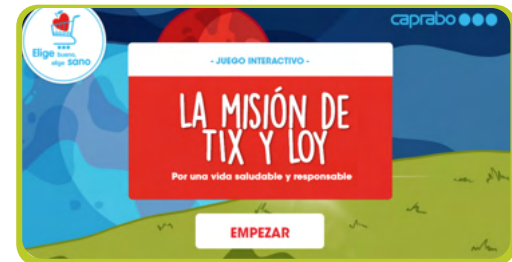 caprabo
Elige bueno,
elige sano
- JUEGO INTERACTIVO -
LA MISIÓN DE
TIX Y LOY
Por una vida saludable y responsable
EMPEZAR